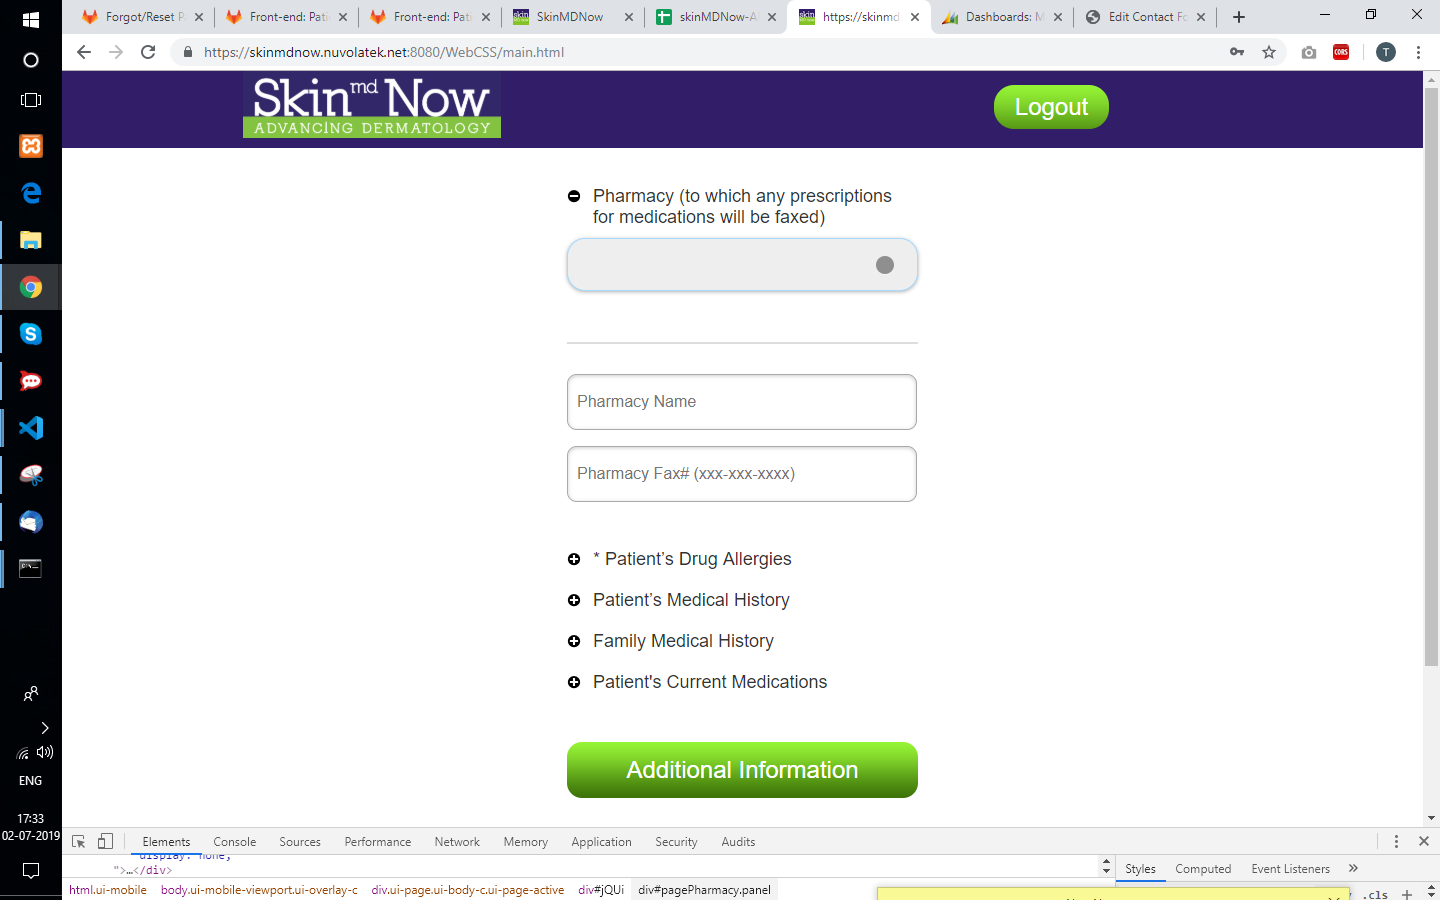 Forgot/Reset P
Front-end: Pati
Front-end: Pati
SkinMDNow
skinMDNow-A
https://skinmd
Dashboards: M
Edit Contact Fo
https://skinmdnow.nuvolatek.net:8080/WebCSS/main.html
CORS
T
Skin md Now
ADVANCING DERMATOLOGY
Logout
Pharmacy (to which any prescriptions
for medications will be faxed)
Pharmacy Name
Pharmacy Fax# (xxx-xxx-xxxx)
* Patient’s Drug Allergies
Patient’s Medical History
Family Medical History
Patient's Current Medications
Additional Information
ENG
17:33
02-07-2019
Elements Console Sources Performance Network Memory Application Security Audits
display: none;
">…</div>
Styles Computed Event Listeners »
html.ui-mobile body.ui-mobile-viewport.ui-overlay-c div.ui-page.ui-body-c.ui-page-active div#jQUi div#pagePharmacy.panel
.cls +